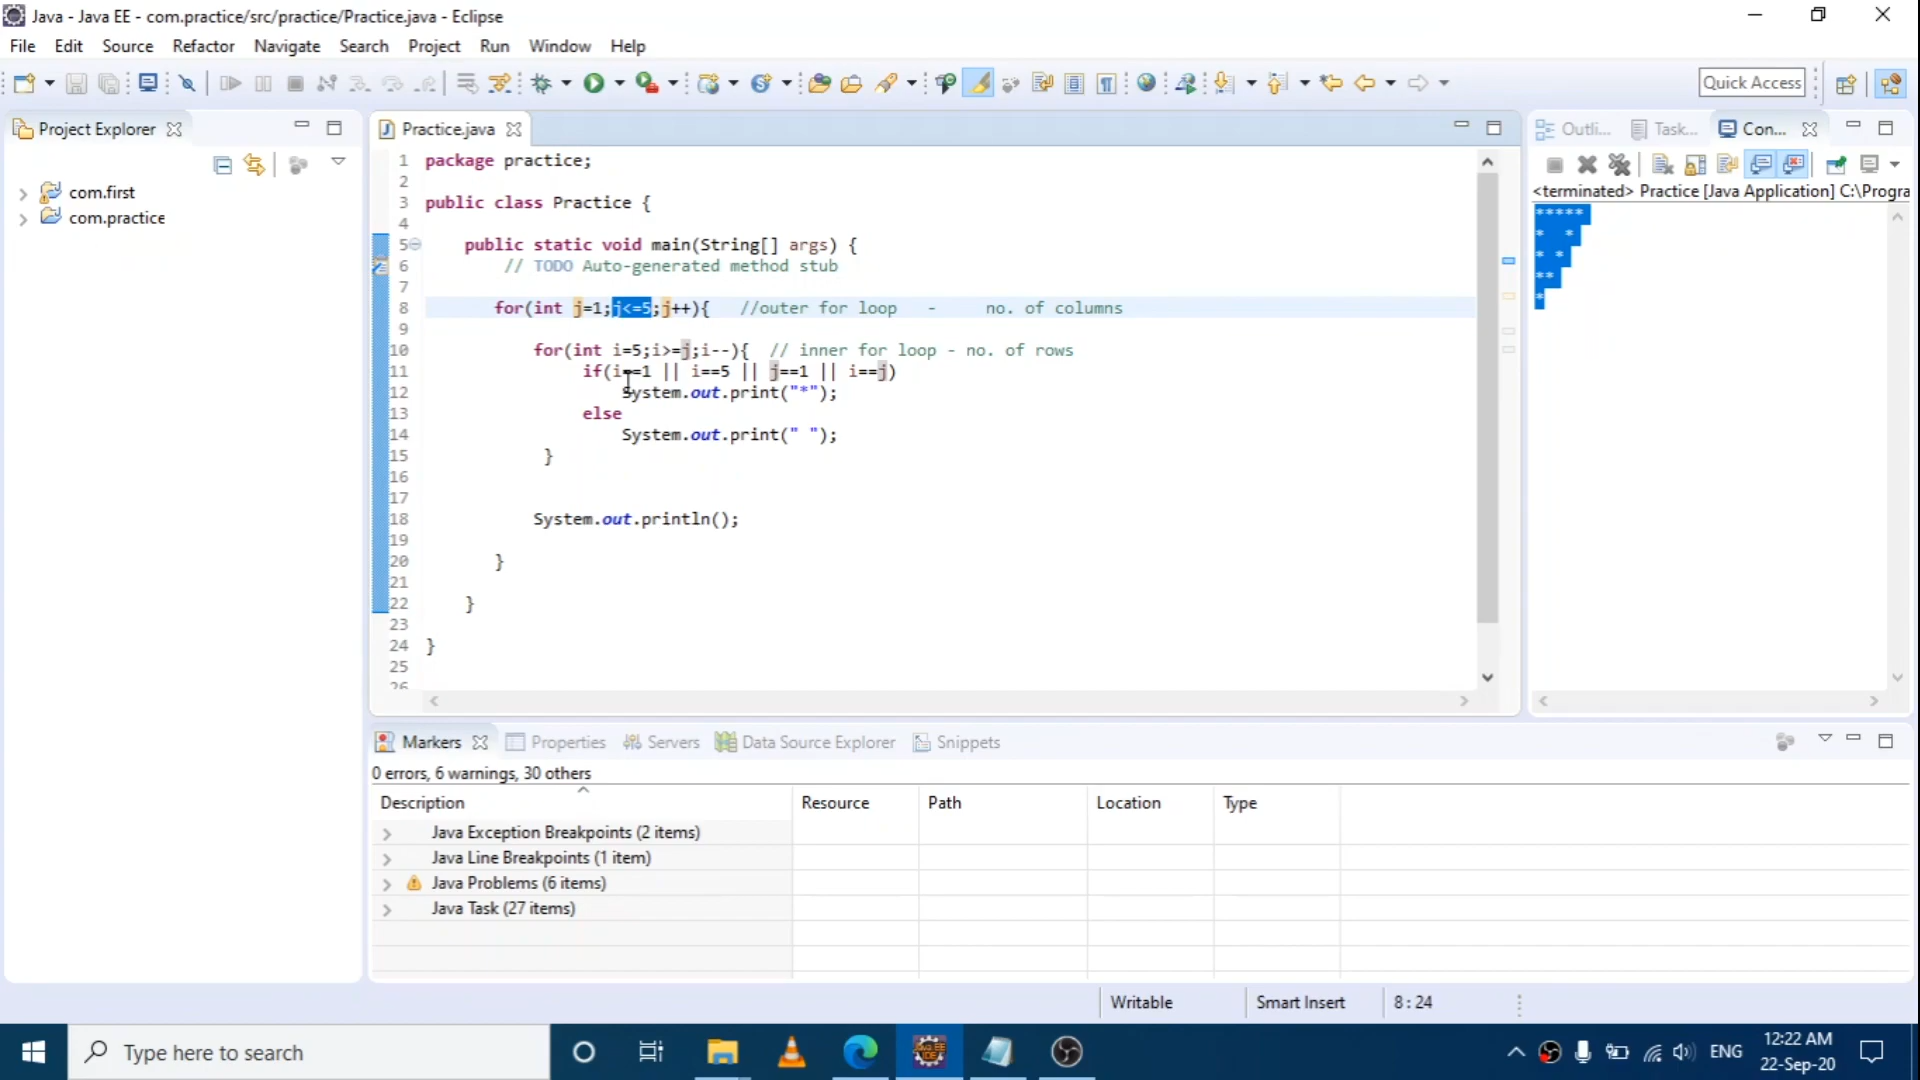 Java - Java EE - com.practice/src/practice/Practice.java - Eclipse
File Edit Source Refactor Navigate Search Project Run Window Help
Quick Access
Project Explorer
com.first
com.practice
Practice.java
1 package practice;
2
3 public class Practice {
4
5 public static void main(String[] args) {
6 // TODO Auto-generated method stub
7
8 for(int j=1;j<=5;j++){ //outer for loop - no. of columns
9
10 for(int i=5;i>=j;i--){ // inner for loop - no. of rows
11 if(i==1 || i==5 || j==1 || i==j)
12 System.out.print("*");
13 else
14 System.out.print(" ");
15 }
16
17
18 System.out.println();
19
20 }
21
22 }
23
24 }
25
26
Outli... Task... Con...
<terminated> Practice [Java Application] C:\Progra
*****
*  *
* *
**
*
Markers Properties Servers Data Source Explorer Snippets
0 errors, 6 warnings, 30 others
Description Resource Path Location Type
Java Exception Breakpoints (2 items)
Java Line Breakpoints (1 item)
Java Problems (6 items)
Java Task (27 items)
Writable Smart Insert 8 : 24
Type here to search
ENG
12:22 AM
22-Sep-20